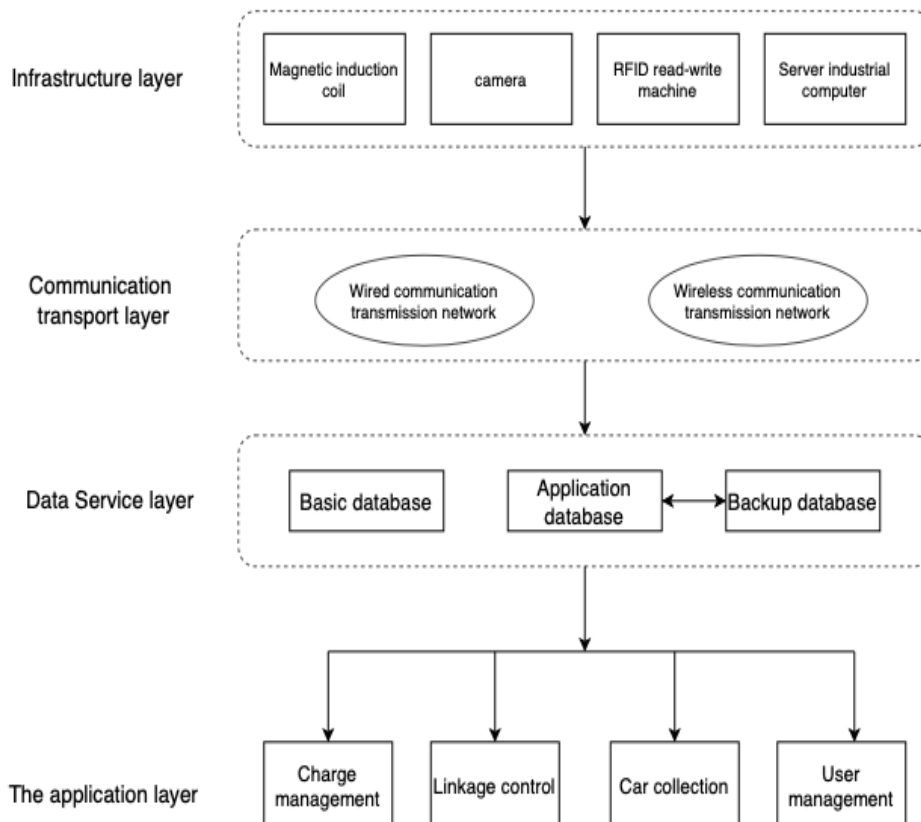 Infrastructure layer
Magnetic induction
coil
camera
RFID read-write
machine
Server industrial
computer
Communication
transport layer
Wired communication
transmission network
Wireless communication
transmission network
Data Service layer
Basic database
Application
database
Backup database
The application layer
Charge
management
Linkage control
Car collection
User
management